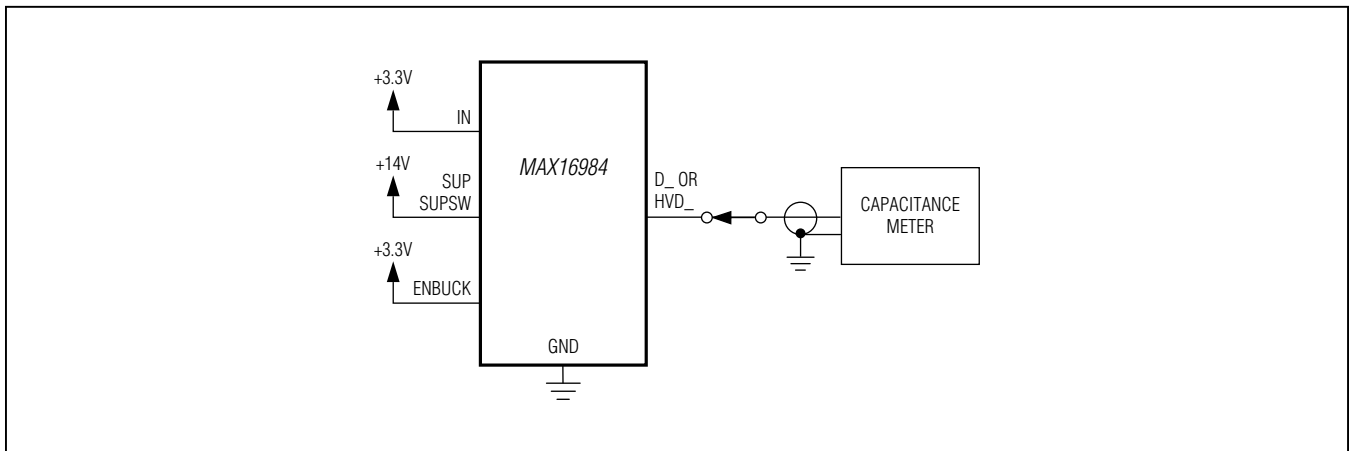 +3.3V
IN
+14V
SUP
SUPSW
+3.3V
ENBUCK
MAX16984
D_ OR
HVD_
GND
CAPACITANCE
METER